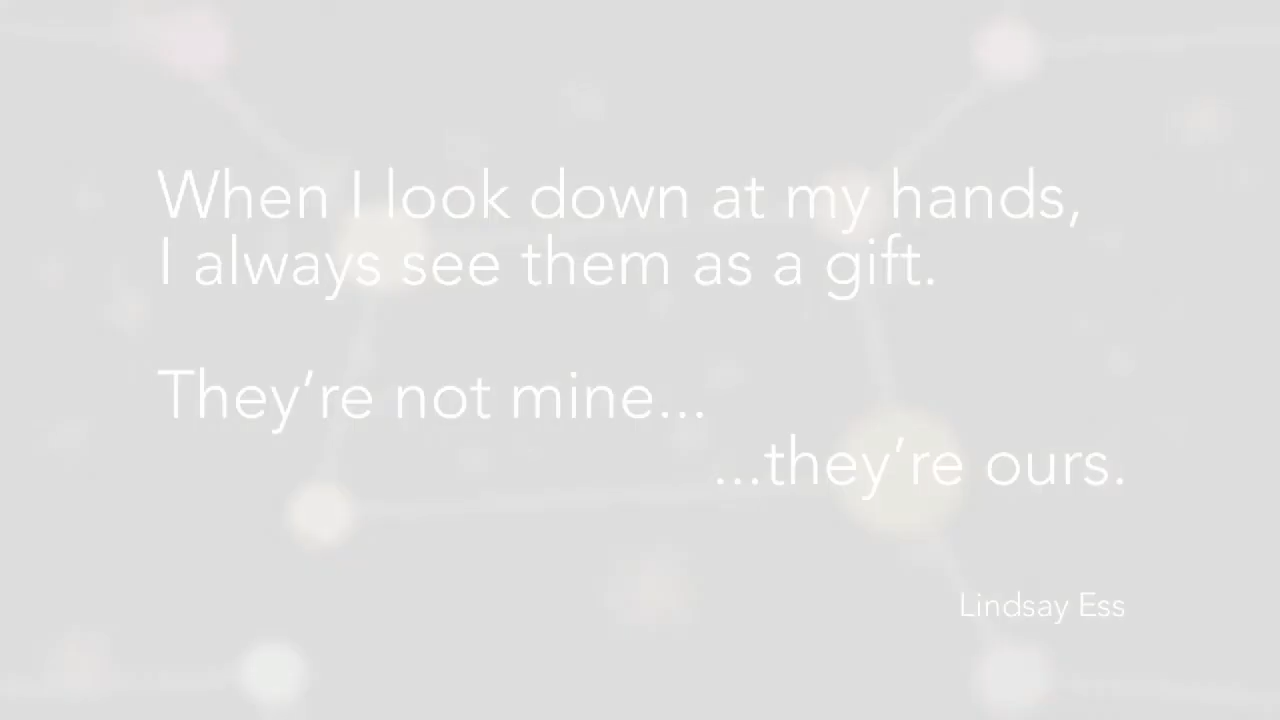 When I look down at my hands,
I always see them as a gift.
They’re not mine...
...they’re ours.
Lindsay Ess